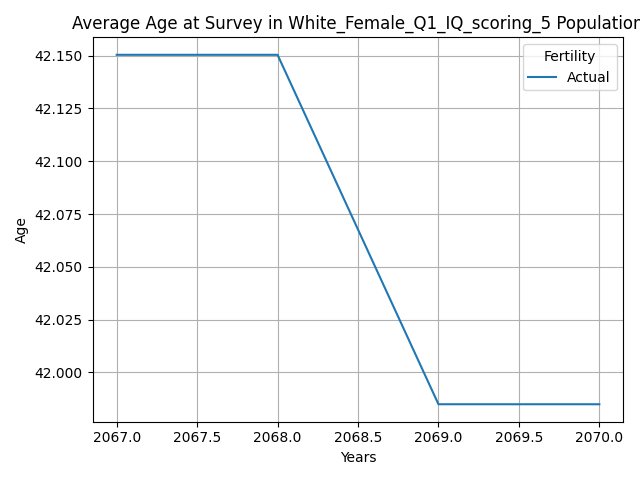 Average Age at Survey in White_Female_Q1_IQ_scoring_5 Population
Fertility
Actual
42.150
42.125
42.100
42.075
42.050
42.025
42.000
Age
2067.0 2067.5 2068.0 2068.5 2069.0 2069.5 2070.0
Years